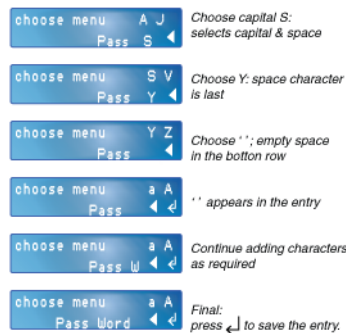 choose menu A J
Pass S ◀
Choose capital S:
selects capital & space
choose menu S V
Pass Y ◀
Choose Y: space character
is last
choose menu Y Z
Pass ◀
Choose ‘ ’; empty space
in the botton row
choose menu a A
Pass ◀ ↲
‘ ’ appears in the entry
choose menu a A
Pass W ◀ ↲
Continue adding characters
as required
choose menu a A
Pass Word ◀ ↲
Final:
press ↲ to save the entry.